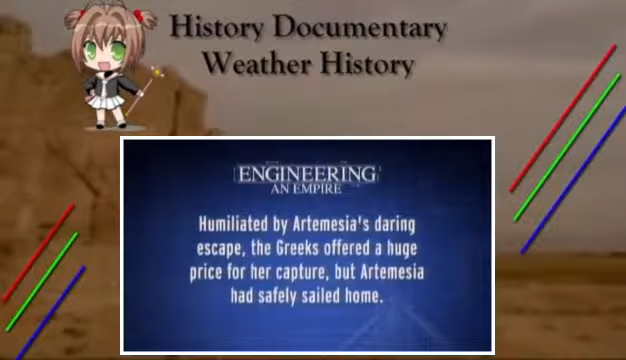 History Documentary
Weather History
ENGINEERING
AN EMPIRE
Humiliated by Artemesia's daring
escape, the Greeks offered a huge
price for her capture, but Artemesia
had safely sailed home.